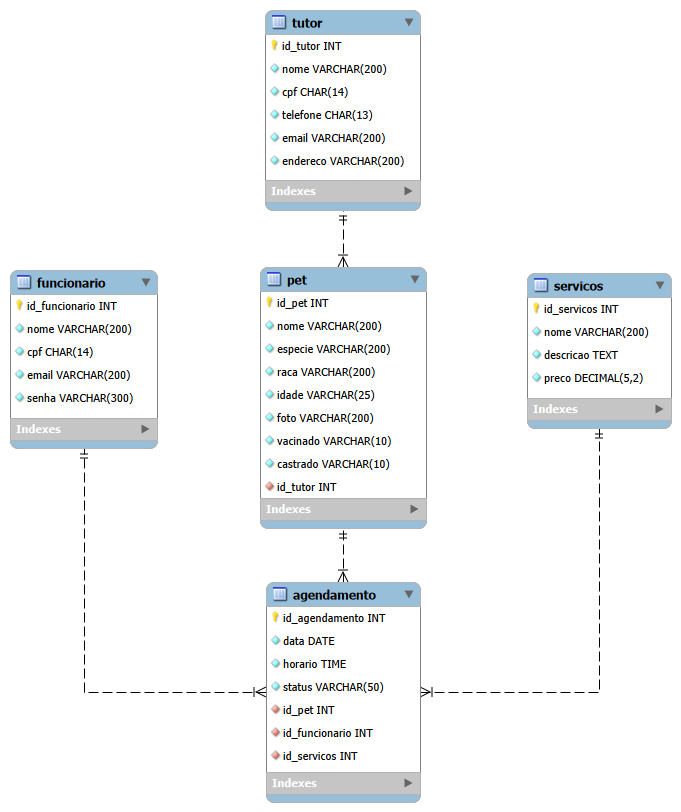 tutor
id_tutor INT
nome VARCHAR(200)
cpf CHAR(14)
telefone CHAR(13)
email VARCHAR(200)
endereco VARCHAR(200)
Indexes
funcionario
id_funcionario INT
nome VARCHAR(200)
cpf CHAR(14)
email VARCHAR(200)
senha VARCHAR(300)
Indexes
pet
id_pet INT
nome VARCHAR(200)
especie VARCHAR(200)
raca VARCHAR(200)
idade VARCHAR(25)
foto VARCHAR(200)
vacinado VARCHAR(10)
castrado VARCHAR(10)
id_tutor INT
Indexes
servicos
id_servicos INT
nome VARCHAR(200)
descricao TEXT
preco DECIMAL(5,2)
Indexes
agendamento
id_agendamento INT
data DATE
horario TIME
status VARCHAR(50)
id_pet INT
id_funcionario INT
id_servicos INT
Indexes